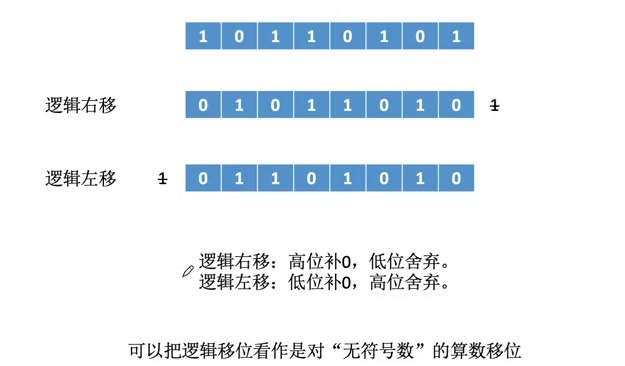 1 0 1 1 0 1 0 1
逻辑右移 0 1 0 1 1 0 1 0 1
逻辑左移 1 0 1 1 0 1 0 1 0
逻辑右移：高位补0，低位舍弃。
逻辑左移：低位补0，高位舍弃。
可以把逻辑移位看作是对“无符号数”的算数移位